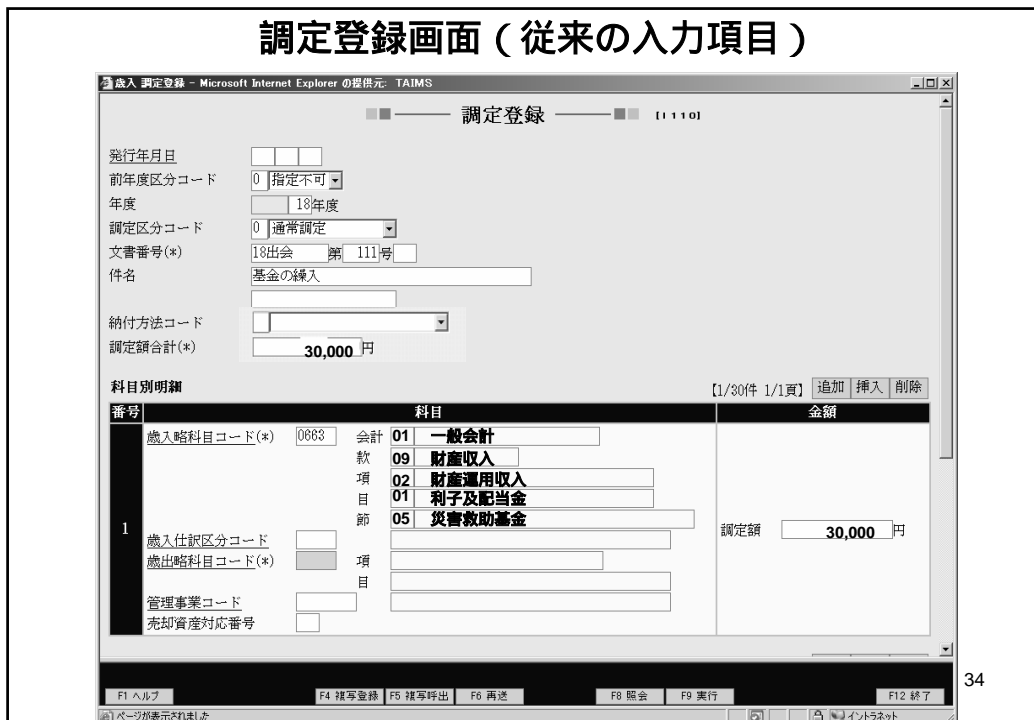 調定登録画面（従来の入力項目）
歳入 調定登録 - Microsoft Internet Explorer の提供元: TAIMS
調定登録 [I110]
発行年月日
前年度区分コード 0 指定不可
年度 18年度
調定区分コード 0 通常調定
文書番号(*) 18出会 第 111号
件名 基金の繰入
納付方法コード
調定額合計(*) 30,000 円
科目別明細 【1/30件 1/1頁】 追加 挿入 削除
番号 科目 金額
歳入略科目コード(*) 0663 会計 01 一般会計
款 09 財産収入
項 02 財産運用収入
目 01 利子及配当金
節 05 災害救助基金
1 調定額 30,000 円
歳入仕訳区分コード
歳出略科目コード(*) 項
目
管理事業コード
売却資産対応番号
F1 ヘルプ F4 複写登録 F5 複写呼出 F6 再送 F8 照会 F9 実行 F12 終了
34
ページが表示されました イントラネット